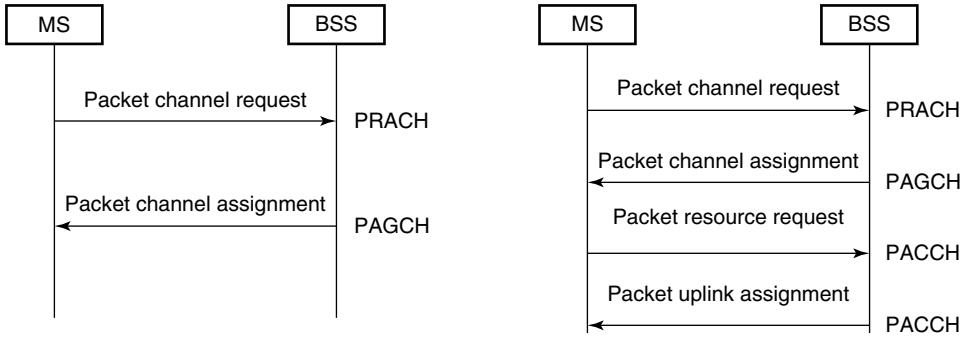 MS
BSS
Packet channel request
PRACH
Packet channel assignment
PAGCH
MS
BSS
Packet channel request
PRACH
Packet channel assignment
PAGCH
Packet resource request
PACCH
Packet uplink assignment
PACCH